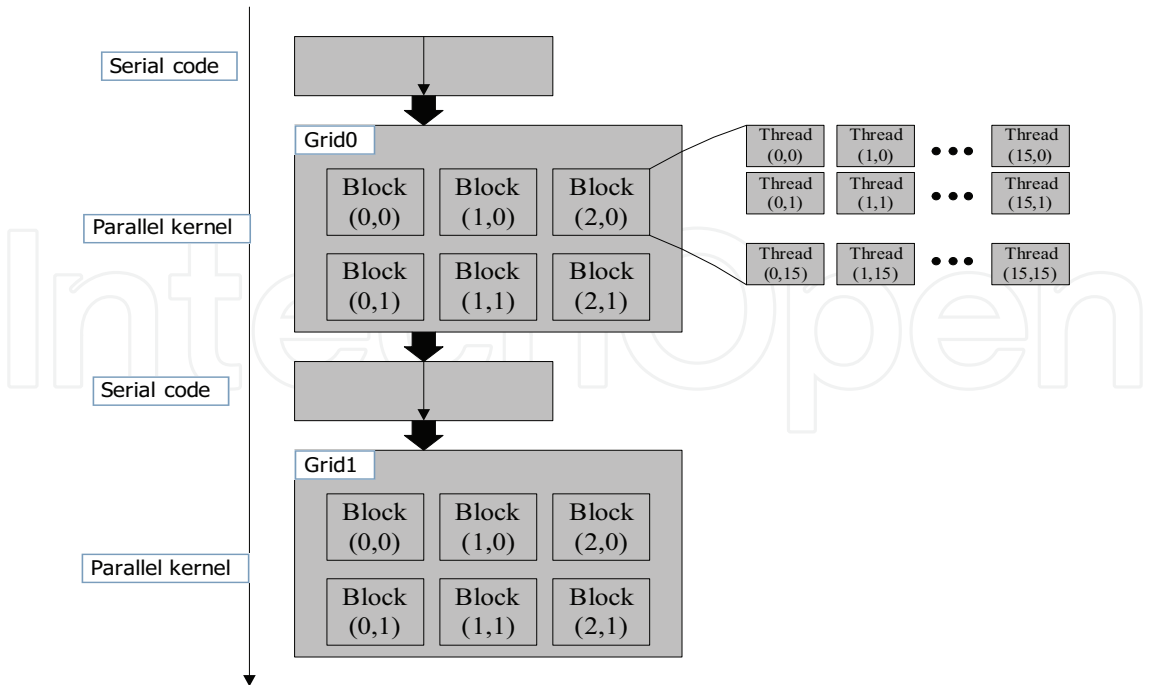 Serial code
Grid0
Parallel kernel
Block
(0,0)
Block
(1,0)
Block
(2,0)
Block
(0,1)
Block
(1,1)
Block
(2,1)
Thread
(0,0)
Thread
(1,0)
Thread
(15,0)
Thread
(0,1)
Thread
(1,1)
Thread
(15,1)
Thread
(0,15)
Thread
(1,15)
Thread
(15,15)
IntechOpen
Serial code
Grid1
Parallel kernel
Block
(0,0)
Block
(1,0)
Block
(2,0)
Block
(0,1)
Block
(1,1)
Block
(2,1)